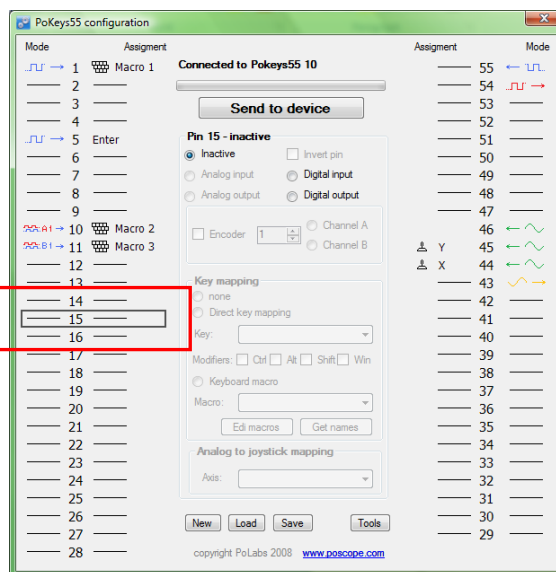 PoKeys55 configuration
Mode Assigment Assigment Mode
1 Macro 1
2
3
4
5 Enter
6
7
8
9
10 Macro 2
A1
11 Macro 3
B1
12
13
14
15
16
17
18
19
20
21
22
23
24
25
26
27
28
Connected to Pokeys55 10
Send to device
Pin 15 - inactive
Inactive Invert pin
Analog input Digital input
Analog output Digital output
Encoder 1 Channel A
Channel B
Key mapping
none
Direct key mapping
Key:
Modifiers: Ctrl Alt Shift Win
Keyboard macro
Macro:
Edi macros Get names
Analog to joystick mapping
Axis:
New Load Save Tools
copyright PoLabs 2008 www.poscope.com
55
54
53
52
51
50
49
48
47
46
Y 45
X 44
43
42
41
40
39
38
37
36
35
34
33
32
31
30
29